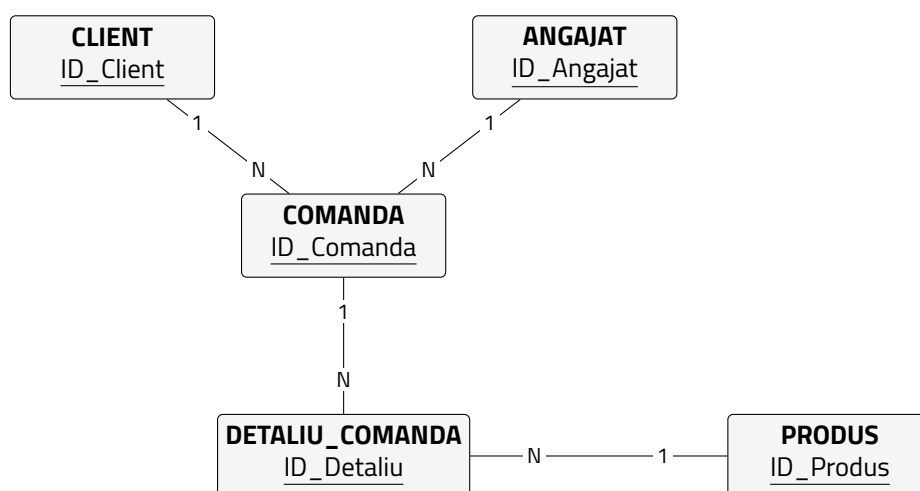 CLIENT
ID_Client
ANGAJAT
ID_Angajat
1
1
N
N
COMANDA
ID_Comanda
1
N
DETALIU_COMANDA
ID_Detaliu
N
1
PRODUS
ID_Produs